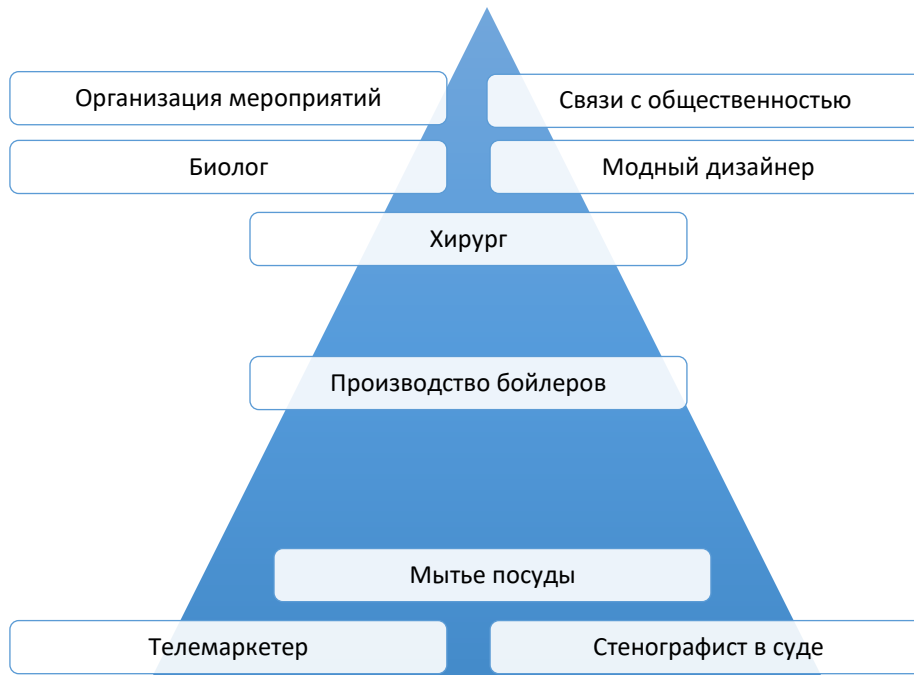 Организация мероприятий
Связи с общественностью
Биолог
Модный дизайнер
Хирург
Производство бойлеров
Мытье посуды
Телемаркетер
Стенографист в суде